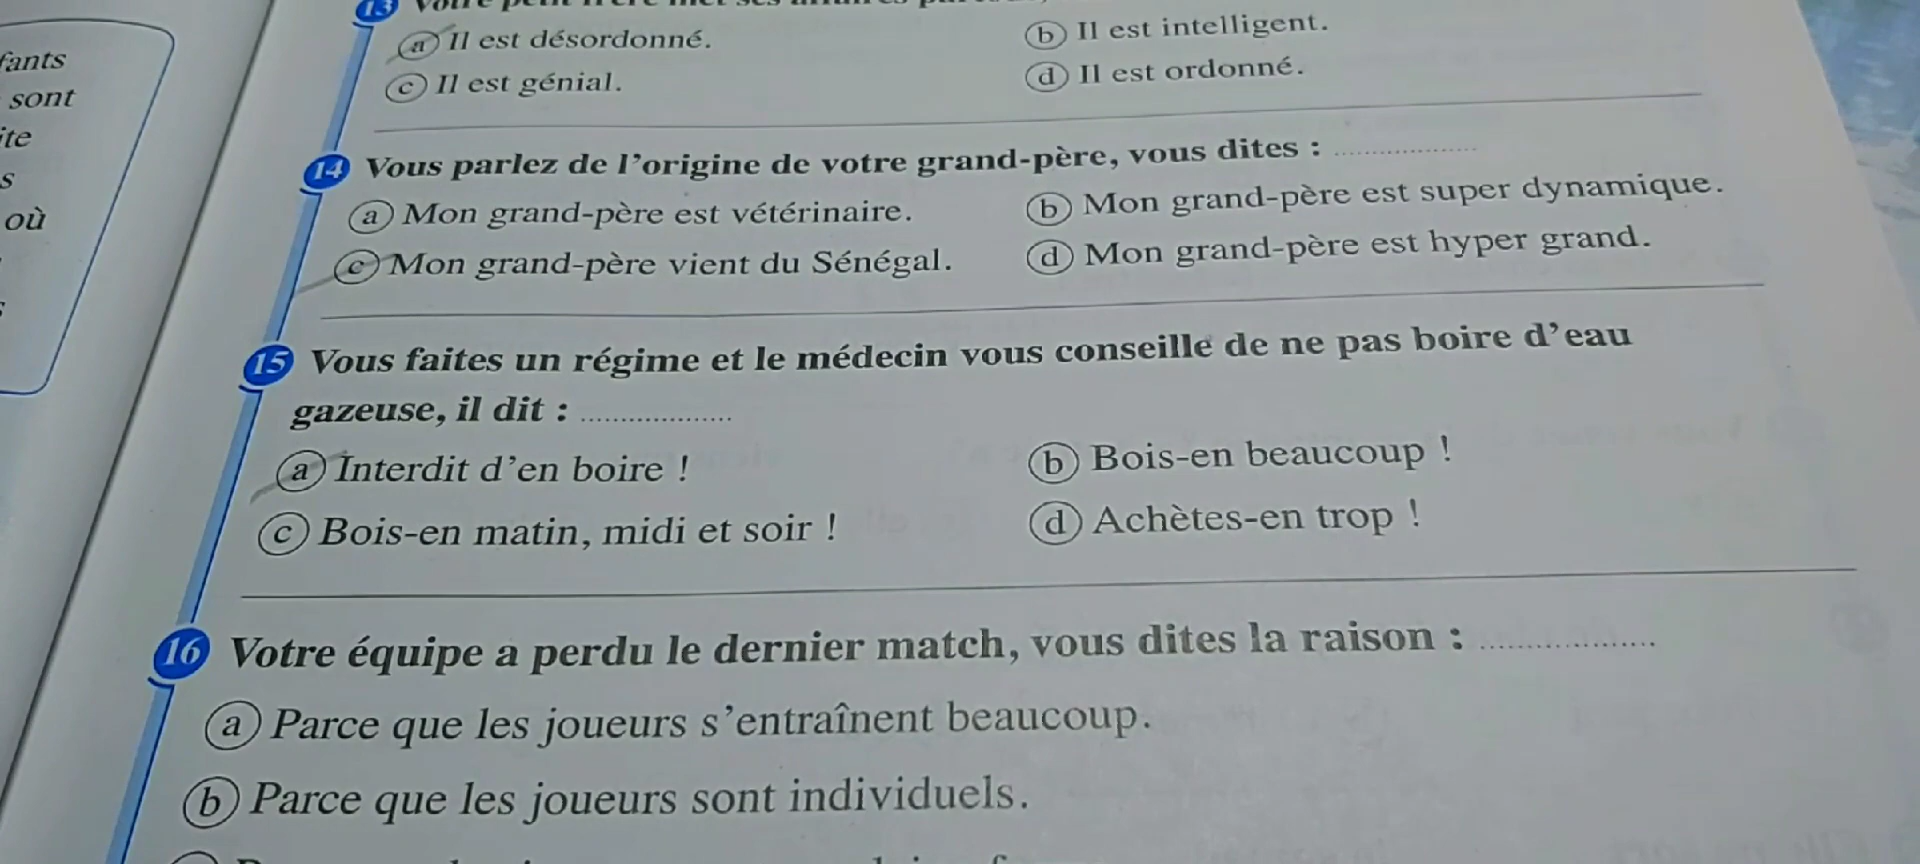 fants
sont
ite
s
où
13
a Il est désordonné.
b Il est intelligent.
c Il est génial.
d Il est ordonné.
14 Vous parlez de l'origine de votre grand-père, vous dites : ....................
a Mon grand-père est vétérinaire.
b Mon grand-père est super dynamique.
c Mon grand-père vient du Sénégal.
d Mon grand-père est hyper grand.
15 Vous faites un régime et le médecin vous conseille de ne pas boire d'eau
gazeuse, il dit : ....................
a Interdit d'en boire !
b Bois-en beaucoup !
c Bois-en matin, midi et soir !
d Achètes-en trop !
16 Votre équipe a perdu le dernier match, vous dites la raison : ....................
a Parce que les joueurs s'entraînent beaucoup.
b Parce que les joueurs sont individuels.